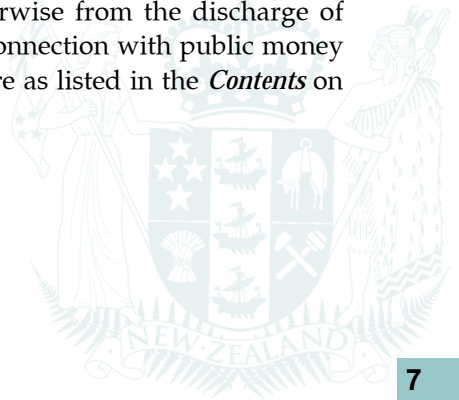 rwise from the discharge of
onnection with public money
re as listed in the Contents on
NEW·ZEALAND
7